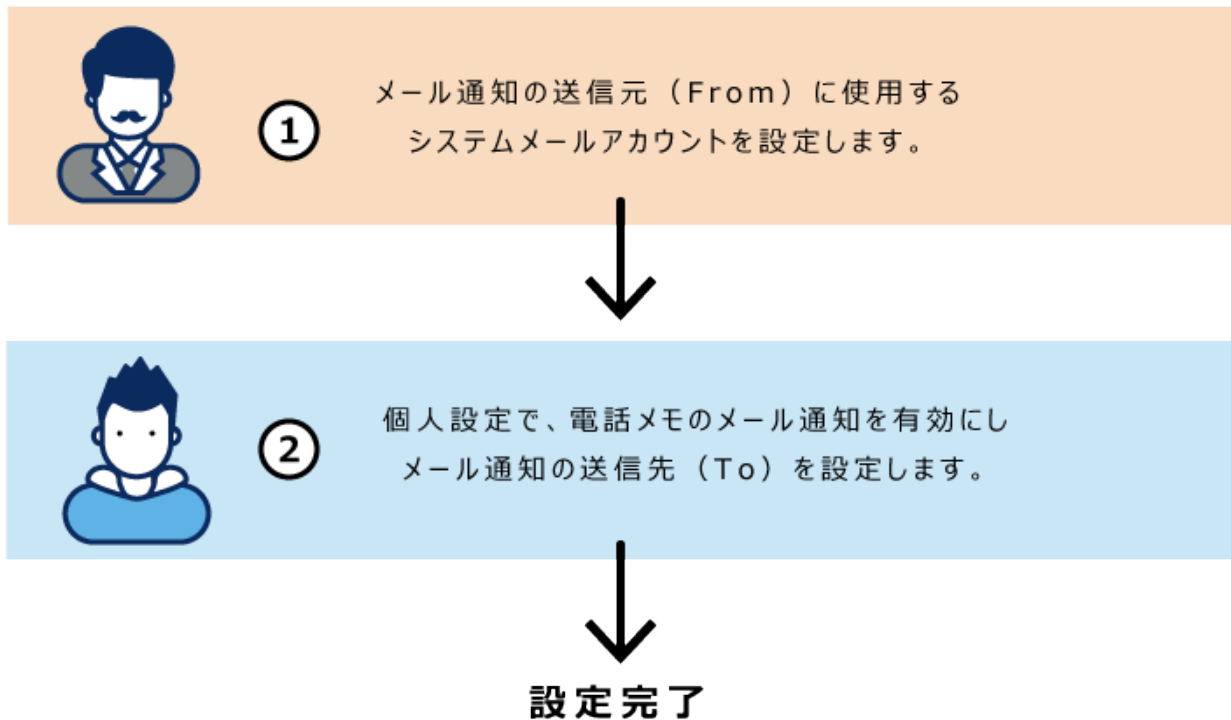 ①
メール通知の送信元（From）に使用する
システムメールアカウントを設定します。
②
個人設定で、電話メモのメール通知を有効にし
メール通知の送信先（To）を設定します。
設定完了